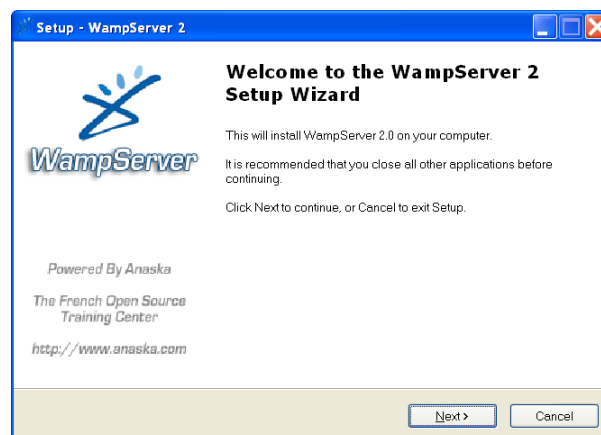 Setup - WampServer 2
WampServer
Powered By Anaska
The French Open Source
Training Center
http://www.anaska.com
Welcome to the WampServer 2
Setup Wizard
This will install WampServer 2.0 on your computer.
It is recommended that you close all other applications before
continuing.
Click Next to continue, or Cancel to exit Setup.
Next >
Cancel